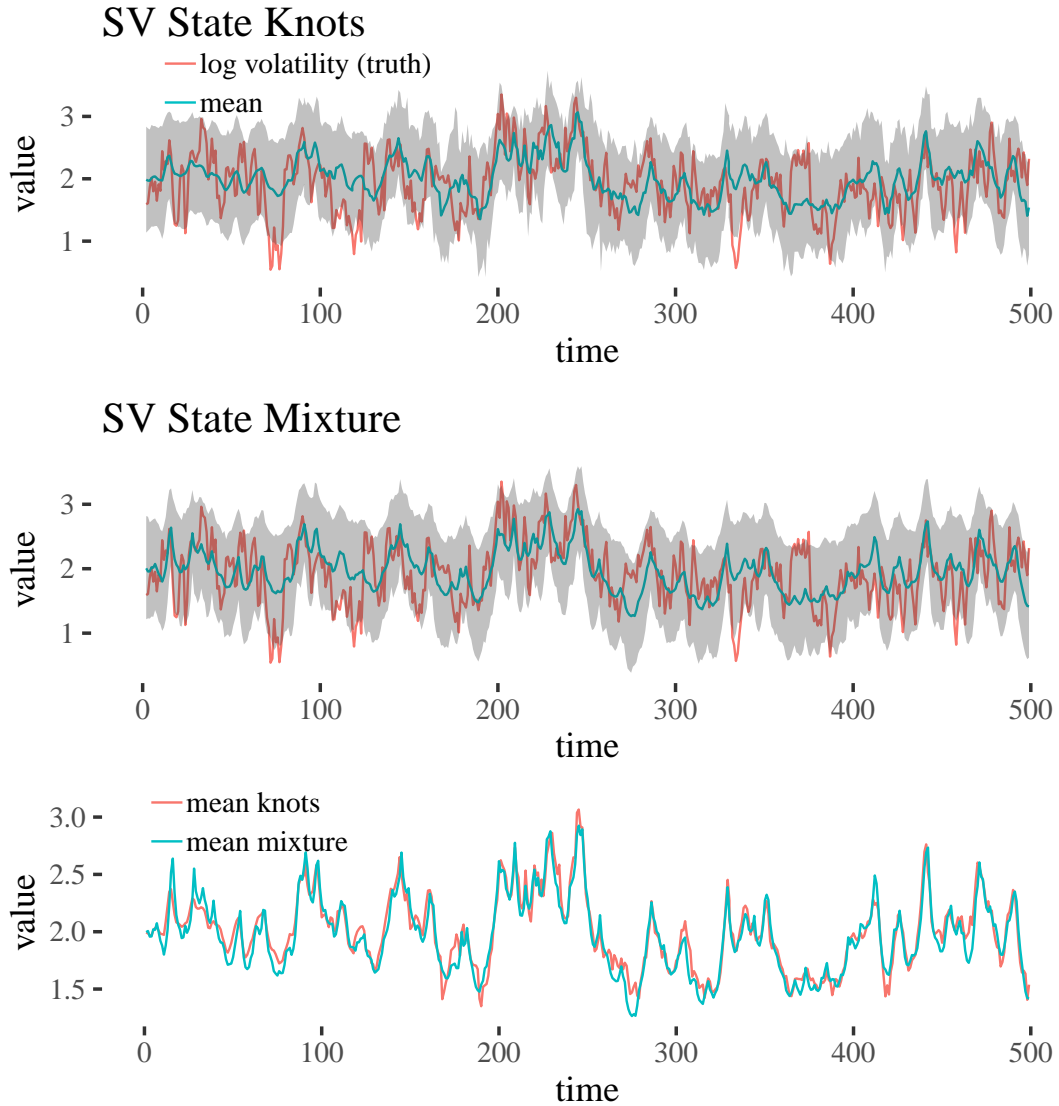 SV State Knots
log volatility (truth)
mean
3
2
1
value
0 100 200 300 400 500
time
SV State Mixture
3
2
1
value
0 100 200 300 400 500
time
mean knots
mean mixture
3.0
2.5
2.0
1.5
value
0 100 200 300 400 500
time